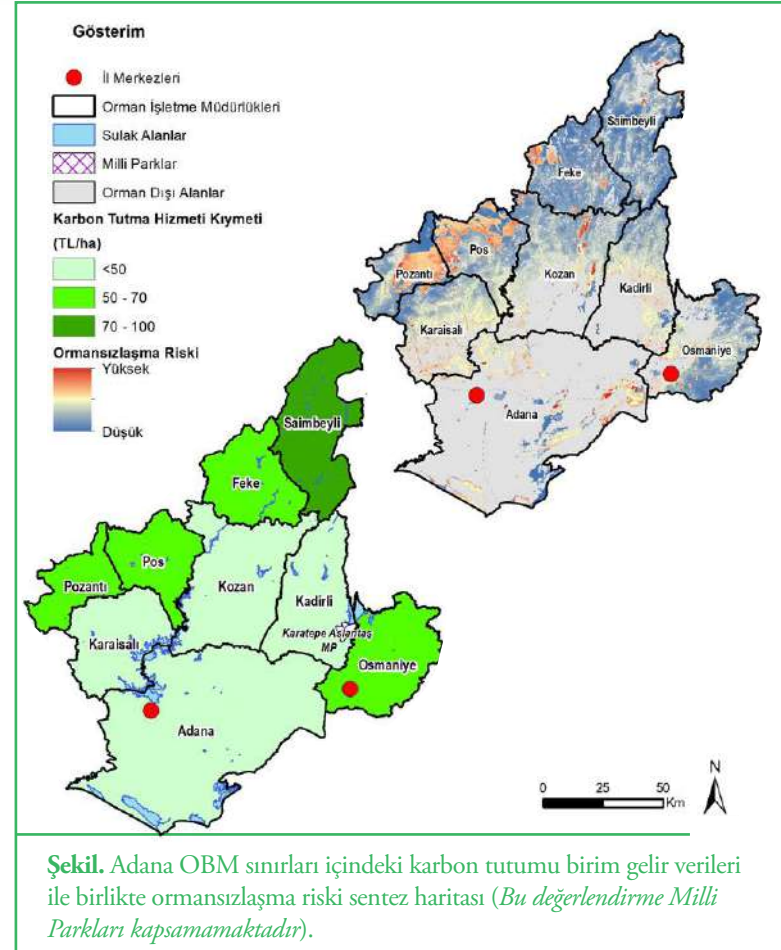 Gösterim
İl Merkezleri
Orman İşletme Müdürlükleri
Sulak Alanlar
Milli Parklar
Orman Dışı Alanlar
Karbon Tutma Hizmeti Kıymeti
(TL/ha)
<50
50 - 70
70 - 100
Ormansızlaşma Riski
Yüksek
Düşük
Saimbeyli
Feke
Pos
Pozantı
Kozan
Kadirli
Karaisalı
Osmaniye
Adana
Saimbeyli
Feke
Pos
Pozantı
Kozan
Kadirli
Karaisalı
Karatepe Aslantaş
MP
Osmaniye
Adana
N
0 25 50
Km
Şekil. Adana OBM sınırları içindeki karbon tutumu birim gelir verileri
ile birlikte ormansızlaşma riski sentez haritası (Bu değerlendirme Milli
Parkları kapsamamaktadır).